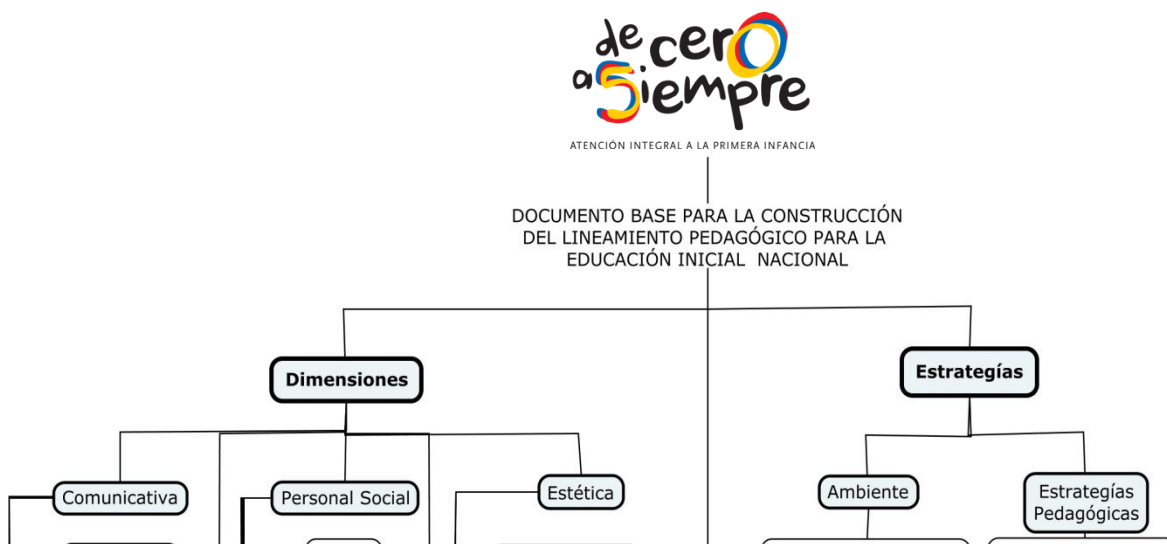 de cero
a Siempre
ATENCIÓN INTEGRAL A LA PRIMERA INFANCIA
DOCUMENTO BASE PARA LA CONSTRUCCIÓN
DEL LINEAMIENTO PEDAGÓGICO PARA LA
EDUCACIÓN INICIAL NACIONAL
Dimensiones
Estrategías
Comunicativa
Personal Social
Estética
Ambiente
Estrategías
Pedagógicas